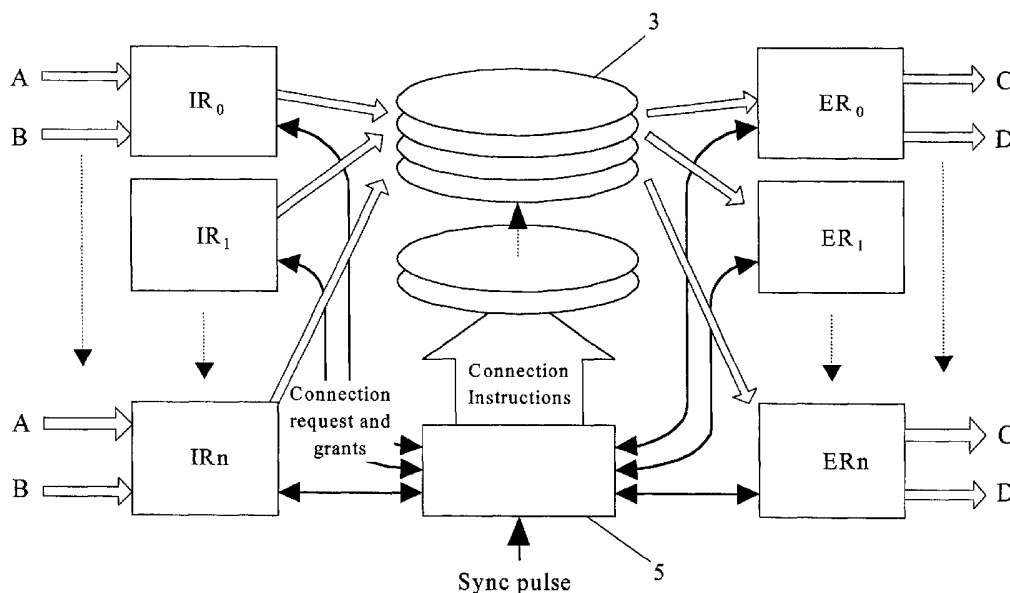 3
A
IR0
ER0
C
B
D
IR1
ER1
Connection
Instructions
Connection
request and
grants
A
IRn
ERn
C
B
D
5
Sync pulse